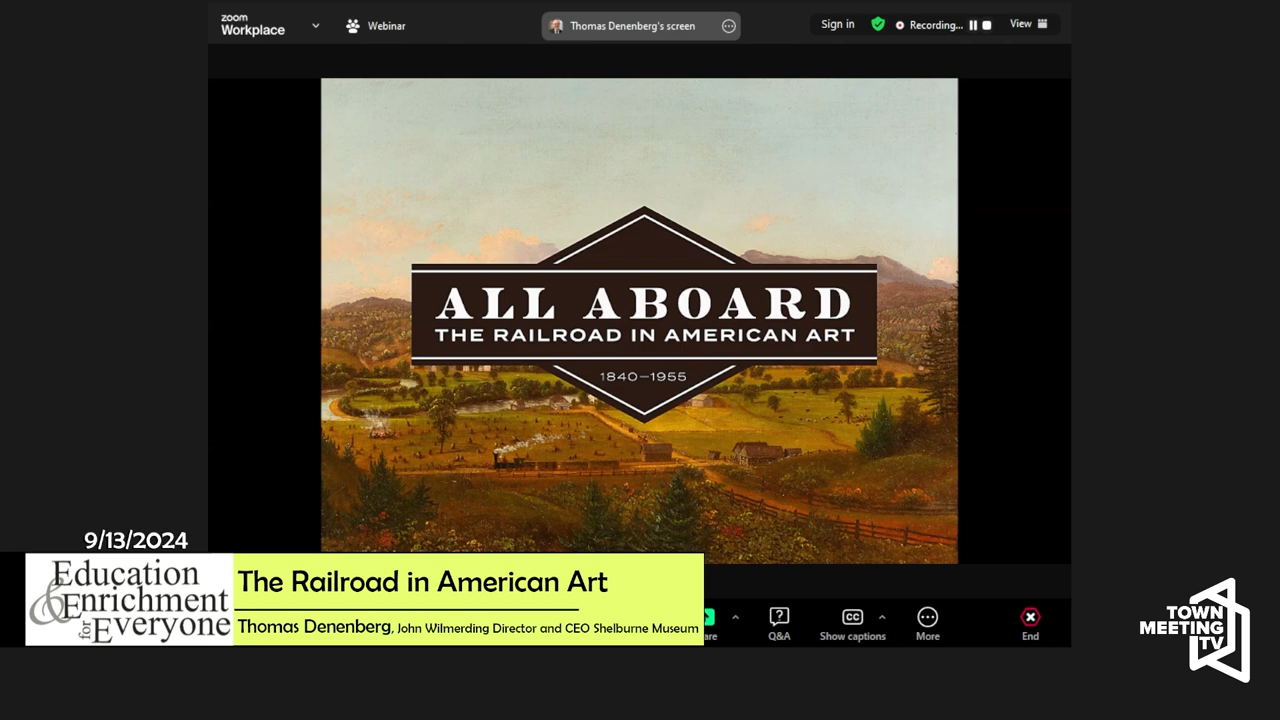 zoom
Workplace
Webinar
Thomas Denenberg's screen
Sign in
Recording...
View
ALL ABOARD
THE RAILROAD IN AMERICAN ART
1840—1955
9/13/2024
Education
& Enrichment
for Everyone
The Railroad in American Art
Thomas Denenberg, John Wilmerding Director and CEO Shelburne Museum
are
Q&A
CC
Show captions
More
End
TOWN
MEETING
TV